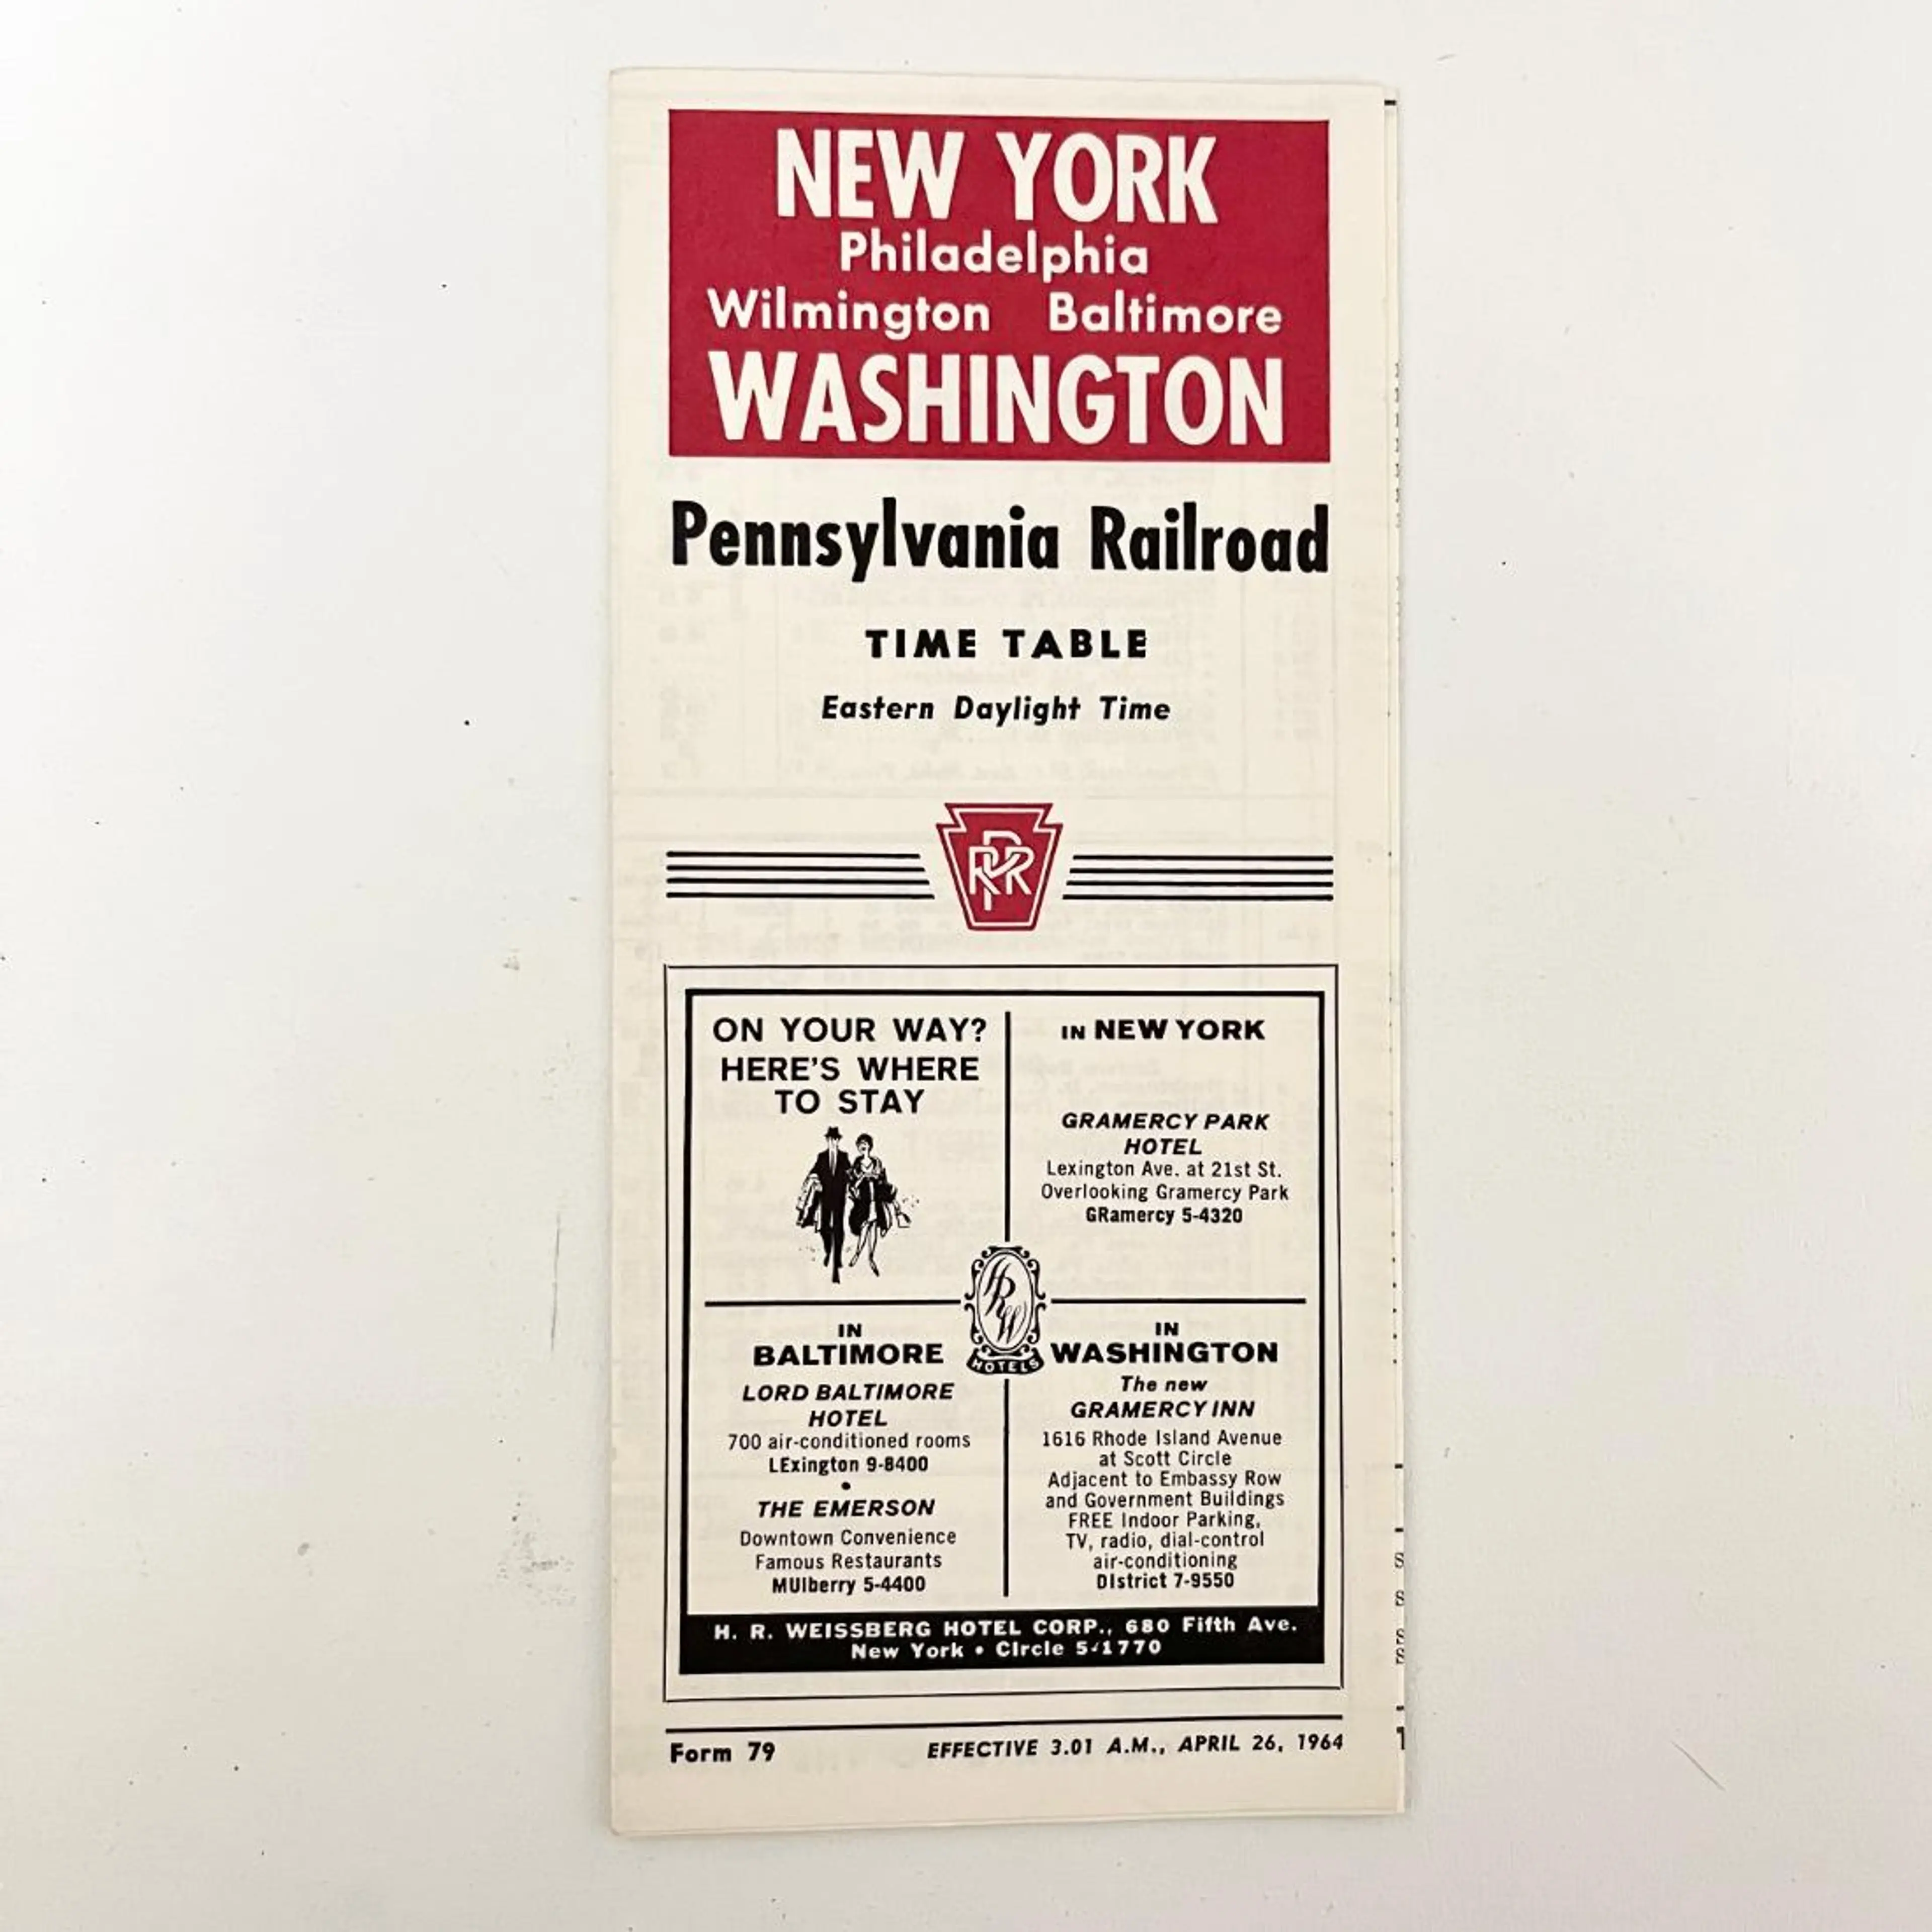 NEW YORK
Philadelphia
Wilmington Baltimore
WASHINGTON
Pennsylvania Railroad
TIME TABLE
Eastern Daylight Time
PRR
ON YOUR WAY?
HERE'S WHERE
TO STAY
IN NEW YORK
GRAMERCY PARK
HOTEL
Lexington Ave. at 21st St.
Overlooking Gramercy Park
GRamercy 5-4320
HRW
HOTELS
IN
BALTIMORE
LORD BALTIMORE
HOTEL
700 air-conditioned rooms
LExington 9-8400
•
THE EMERSON
Downtown Convenience
Famous Restaurants
MUlberry 5-4400
IN
WASHINGTON
The new
GRAMERCY INN
1616 Rhode Island Avenue
at Scott Circle
Adjacent to Embassy Row
and Government Buildings
FREE Indoor Parking,
TV, radio, dial-control
air-conditioning
DIstrict 7-9550
H. R. WEISSBERG HOTEL CORP., 680 Fifth Ave.
New York • CIrcle 5-1770
Form 79
EFFECTIVE 3.01 A.M., APRIL 26, 1964